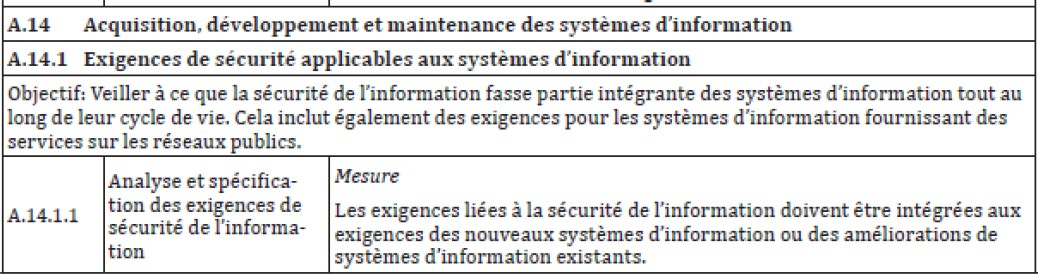 A.14 Acquisition, développement et maintenance des systèmes d'information
A.14.1 Exigences de sécurité applicables aux systèmes d'information
Objectif: Veiller à ce que la sécurité de l'information fasse partie intégrante des systèmes d'information tout au
long de leur cycle de vie. Cela inclut également des exigences pour les systèmes d'information fournissant des
services sur les réseaux publics.
A.14.1.1
Analyse et spécifica-
tion des exigences de
sécurité de l'informa-
tion
Mesure
Les exigences liées à la sécurité de l'information doivent être intégrées aux
exigences des nouveaux systèmes d'information ou des améliorations de
systèmes d'information existants.